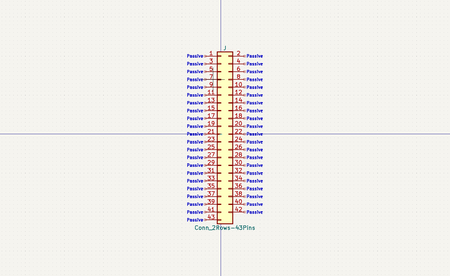 J
Passive 1 2 Passive
Passive 3 4 Passive
Passive 5 6 Passive
Passive 7 8 Passive
Passive 9 10 Passive
Passive 11 12 Passive
Passive 13 14 Passive
Passive 15 16 Passive
Passive 17 18 Passive
Passive 19 20 Passive
Passive 21 22 Passive
Passive 23 24 Passive
Passive 25 26 Passive
Passive 27 28 Passive
Passive 29 30 Passive
Passive 31 32 Passive
Passive 33 34 Passive
Passive 35 36 Passive
Passive 37 38 Passive
Passive 39 40 Passive
Passive 41 42 Passive
Passive 43
Conn_2Rows-43Pins